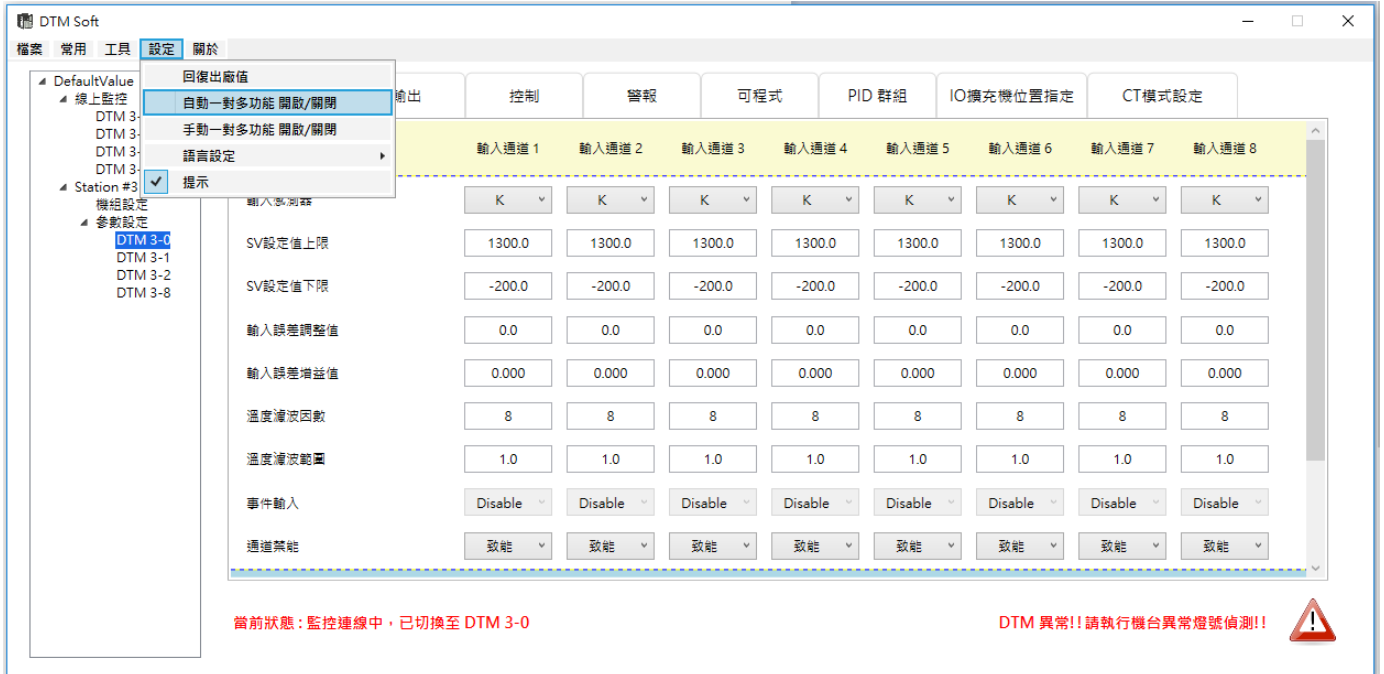 DTM Soft
檔案 常用 工具 設定 關於
回復出廠值
自動一對多功能 開啟/關閉
手動一對多功能 開啟/關閉
語言設定
提示
DefaultValue
線上監控
DTM 3-
DTM 3-
DTM 3-
DTM 3-
Station #3
機組設定
參數設定
DTM 3-0
DTM 3-1
DTM 3-2
DTM 3-8
輸出 控制 警報 可程式 PID 群組 IO擴充機位置指定 CT模式設定
輸入通道 1 輸入通道 2 輸入通道 3 輸入通道 4 輸入通道 5 輸入通道 6 輸入通道 7 輸入通道 8
輸入感測器 K K K K K K K K
SV設定值上限 1300.0 1300.0 1300.0 1300.0 1300.0 1300.0 1300.0 1300.0
SV設定值下限 -200.0 -200.0 -200.0 -200.0 -200.0 -200.0 -200.0 -200.0
輸入誤差調整值 0.0 0.0 0.0 0.0 0.0 0.0 0.0 0.0
輸入誤差增益值 0.000 0.000 0.000 0.000 0.000 0.000 0.000 0.000
溫度濾波因數 8 8 8 8 8 8 8 8
溫度濾波範圍 1.0 1.0 1.0 1.0 1.0 1.0 1.0 1.0
事件輸入 Disable Disable Disable Disable Disable Disable Disable Disable
通道禁能 致能 致能 致能 致能 致能 致能 致能 致能
當前狀態 : 監控連線中，已切換至 DTM 3-0
DTM 異常!! 請執行機台異常燈號偵測!!